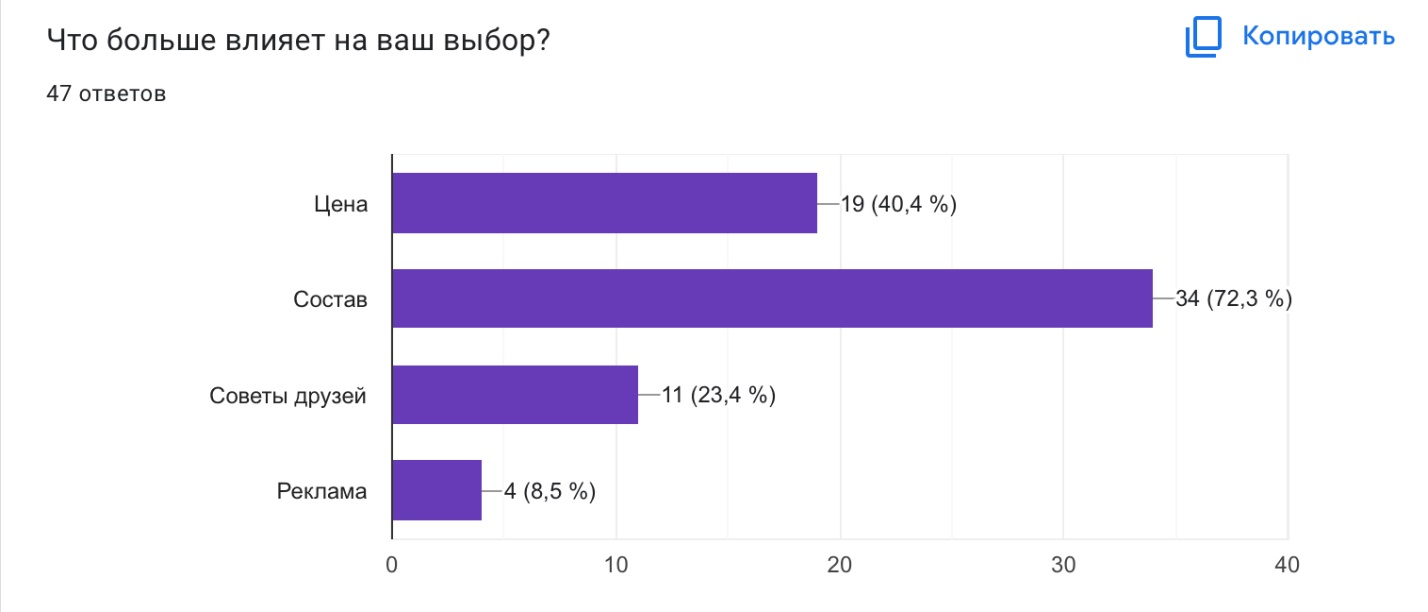 Что больше влияет на ваш выбор?
Копировать
47 ответов
Цена 19 (40,4 %)
Состав 34 (72,3 %)
Советы друзей 11 (23,4 %)
Реклама 4 (8,5 %)
0 10 20 30 40